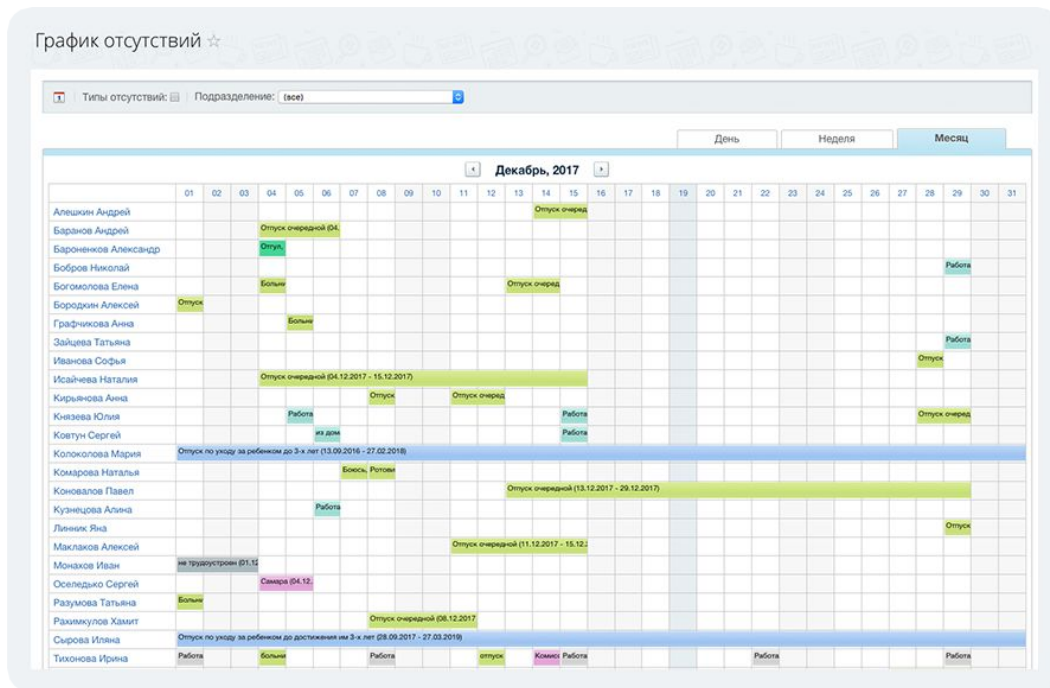 График отсутствий
Типы отсутствий: Подразделение: (все)
День Неделя Месяц
Декабрь, 2017
01 02 03 04 05 06 07 08 09 10 11 12 13 14 15 16 17 18 19 20 21 22 23 24 25 26 27 28 29 30 31
Алешкин Андрей Отпуск очеред
Баранов Андрей Отпуск очередной (04.
Бароненков Александр Отгул,
Бобров Николай Работа
Богомолова Елена Больни Отпуск очеред
Бородкин Алексей Отпуск
Графчикова Анна Больни
Зайцева Татьяна Работа
Иванова Софья Отпуск
Исайчева Наталия Отпуск очередной (04.12.2017 - 15.12.2017)
Кирьянова Анна Отпуск Отпуск очеред
Князева Юлия Работа Работа Отпуск очеред
Ковтун Сергей из дом Работа
Колоколова Мария Отпуск по уходу за ребенком до 3-х лет (13.09.2016 - 27.02.2018)
Комарова Наталья Боюсь, Ротови
Коновалов Павел Отпуск очередной (13.12.2017 - 29.12.2017)
Кузнецова Алина Работа
Линник Яна Отпуск
Маклаков Алексей Отпуск очередной (11.12.2017 - 15.12.2
Монахов Иван не трудоустроен (01.12
Оселедько Сергей Самара (04.12.
Разумова Татьяна Больни
Рахимкулов Хамит Отпуск очередной (08.12.2017
Сырова Иляна Отпуск по уходу за ребенком до достижения им 3-х лет (28.09.2017 - 27.03.2019)
Тихонова Ирина Работа больни Работа отпуск Комисс Работа Работа Работа